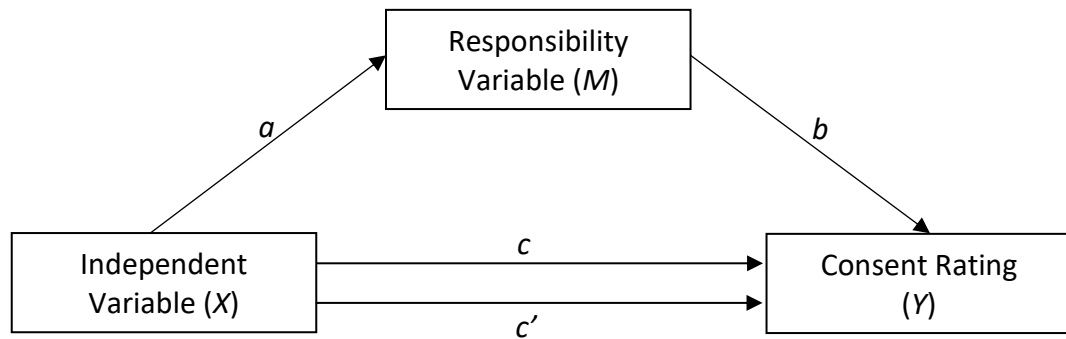 Responsibility
Variable (M)
a
b
Independent
Variable (X)
c
c’
Consent Rating
(Y)